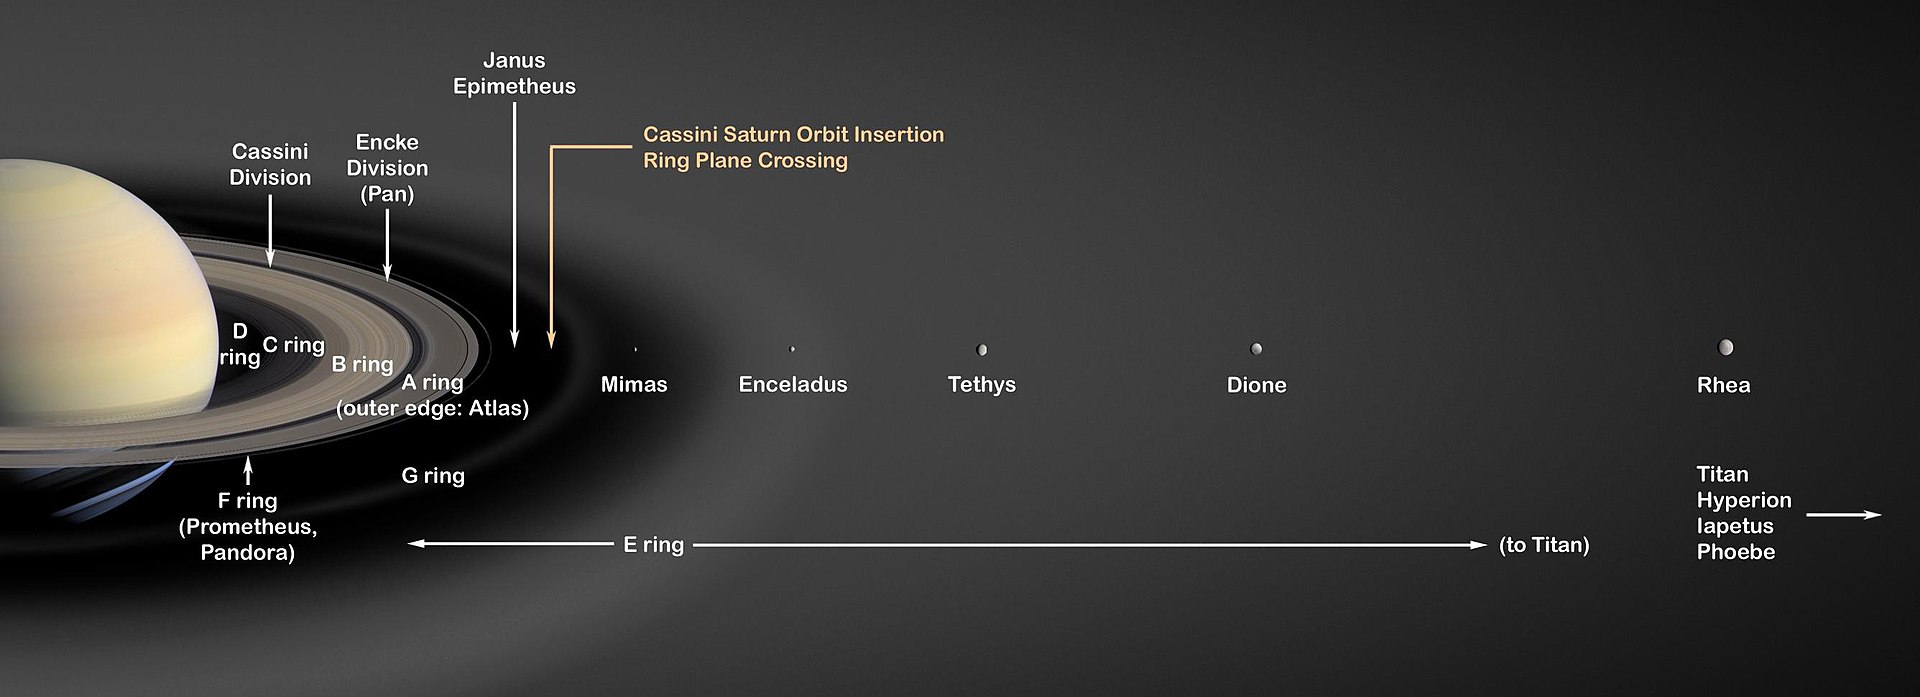 Janus
Epimetheus
Cassini Saturn Orbit Insertion
Ring Plane Crossing
Cassini
Division
Encke
Division
(Pan)
D
ring
C ring
B ring
A ring
(outer edge: Atlas)
Mimas
Enceladus
Tethys
Dione
Rhea
G ring
F ring
(Prometheus,
Pandora)
E ring
(to Titan)
Titan
Hyperion
Iapetus
Phoebe